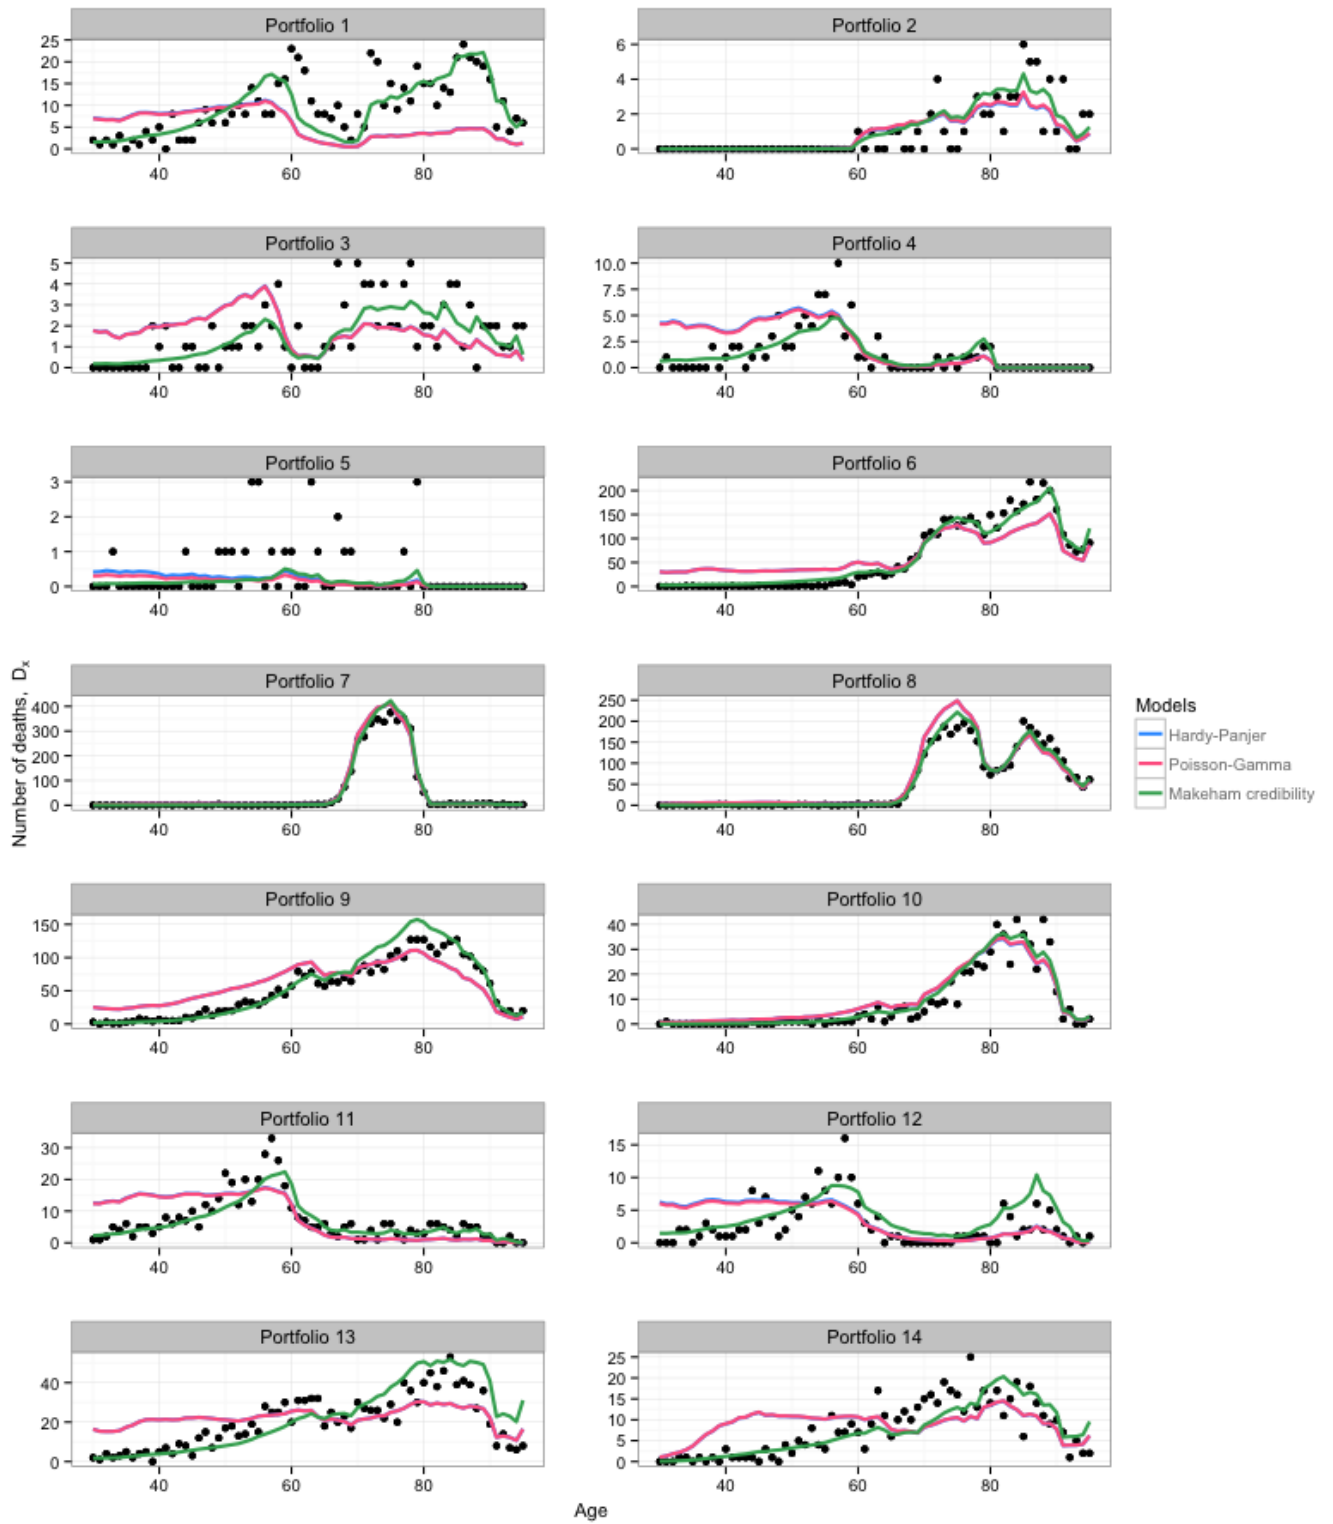 Portfolio 1
Portfolio 2
25
20
15
10
5
0
40 60 80
6
4
2
0
40 60 80
Portfolio 3
Portfolio 4
5
4
3
2
1
0
40 60 80
10.0
7.5
5.0
2.5
0.0
40 60 80
Portfolio 5
Portfolio 6
3
2
1
0
40 60 80
200
150
100
50
0
40 60 80
Number of deaths, Dx
Portfolio 7
Portfolio 8
400
300
200
100
0
40 60 80
250
200
150
100
50
0
40 60 80
Models
Hardy-Panjer
Poisson-Gamma
Makeham credibility
Portfolio 9
Portfolio 10
150
100
50
0
40 60 80
40
30
20
10
0
40 60 80
Portfolio 11
Portfolio 12
30
20
10
0
40 60 80
15
10
5
0
40 60 80
Portfolio 13
Portfolio 14
40
20
0
40 60 80
25
20
15
10
5
0
40 60 80
Age